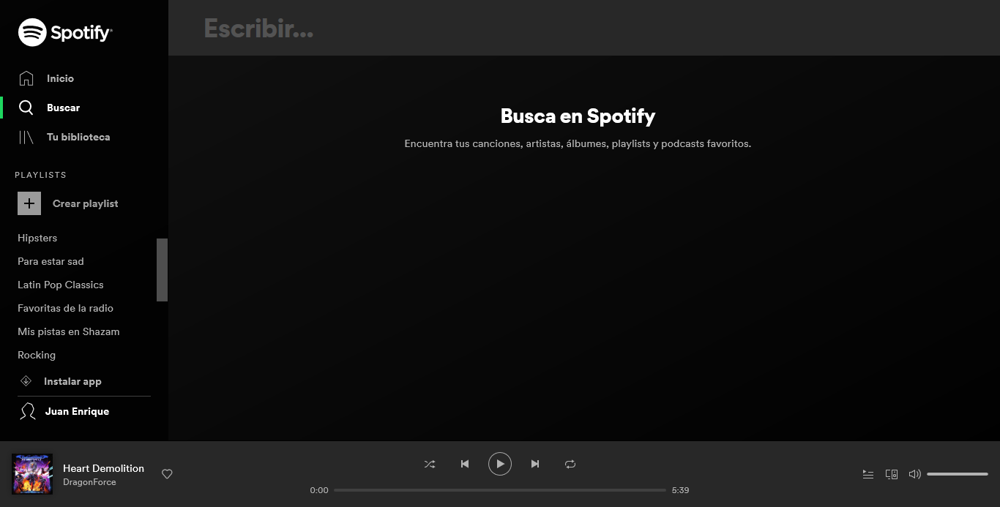 Spotify
Escribir...
Inicio
Buscar
Tu biblioteca
PLAYLISTS
Crear playlist
Hipsters
Para estar sad
Latin Pop Classics
Favoritas de la radio
Mis pistas en Shazam
Rocking
Instalar app
Juan Enrique
Busca en Spotify
Encuentra tus canciones, artistas, álbumes, playlists y podcasts favoritos.
Heart Demolition
DragonForce
0:00
5:39